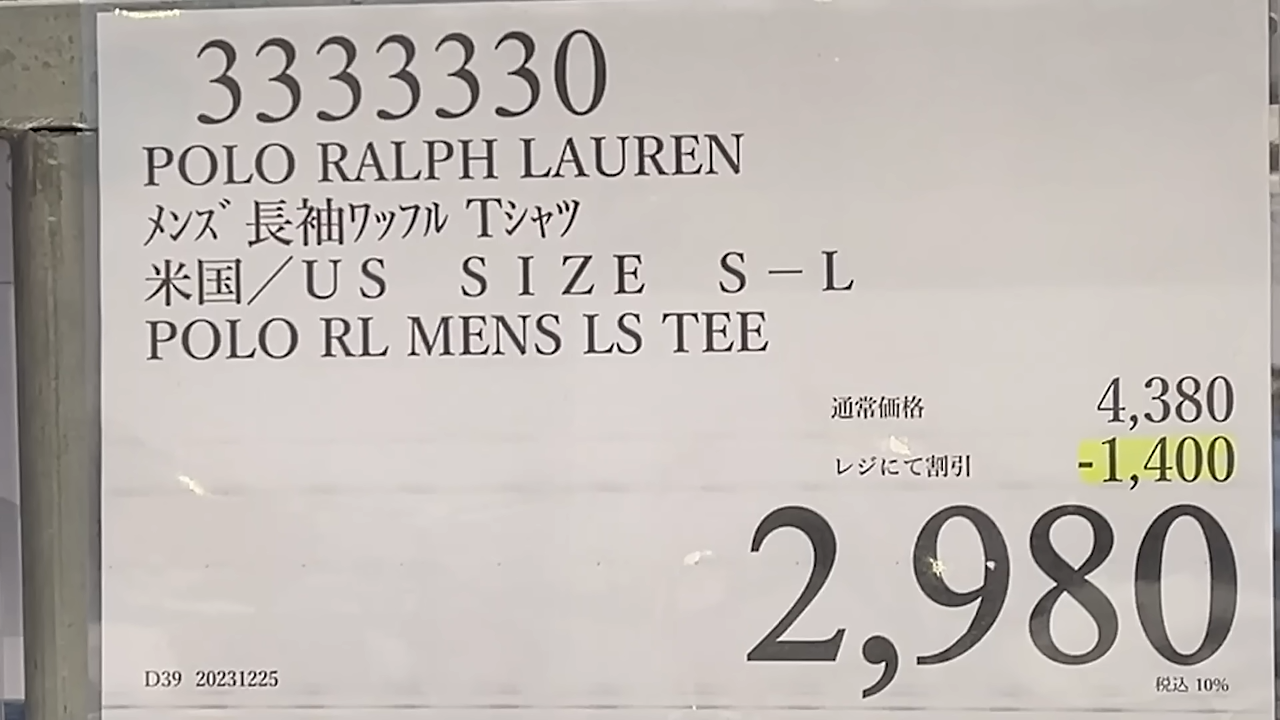 3333330
POLO RALPH LAUREN
ﾒﾝｽﾞ 長袖ﾜｯﾌﾙ Tｼｬﾂ
米国／ＵＳ　ＳＩＺＥ　Ｓ－Ｌ
POLO RL MENS LS TEE
通常価格 4,380
レジにて割引 -1,400
2,980
D39 20231225 税込 10%